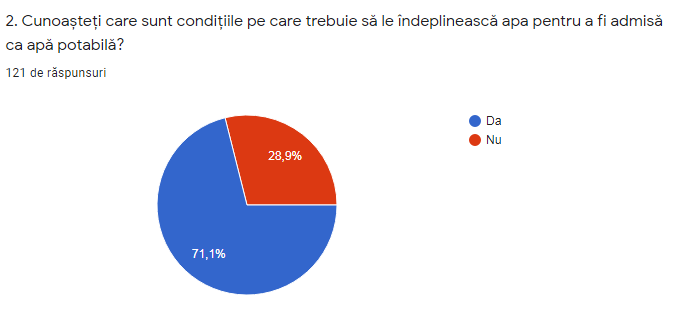 2. Cunoașteți care sunt condițiile pe care trebuie să le îndeplinească apa pentru a fi admisă
ca apă potabilă?
121 de răspunsuri
Da
Nu
28,9%
71,1%